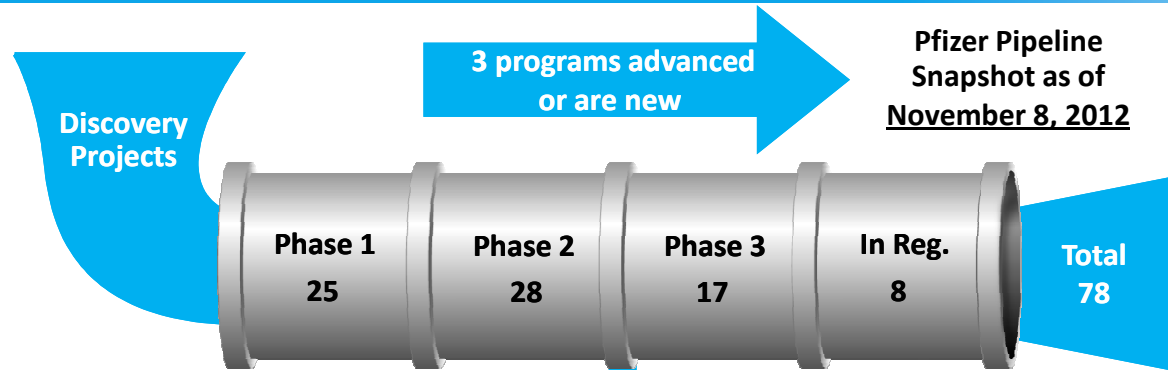 3 programs advanced
or are new
Pfizer Pipeline
Snapshot as of
November 8, 2012
Discovery
Projects
Phase 1
25
Phase 2
28
Phase 3
17
In Reg.
8
Total
78